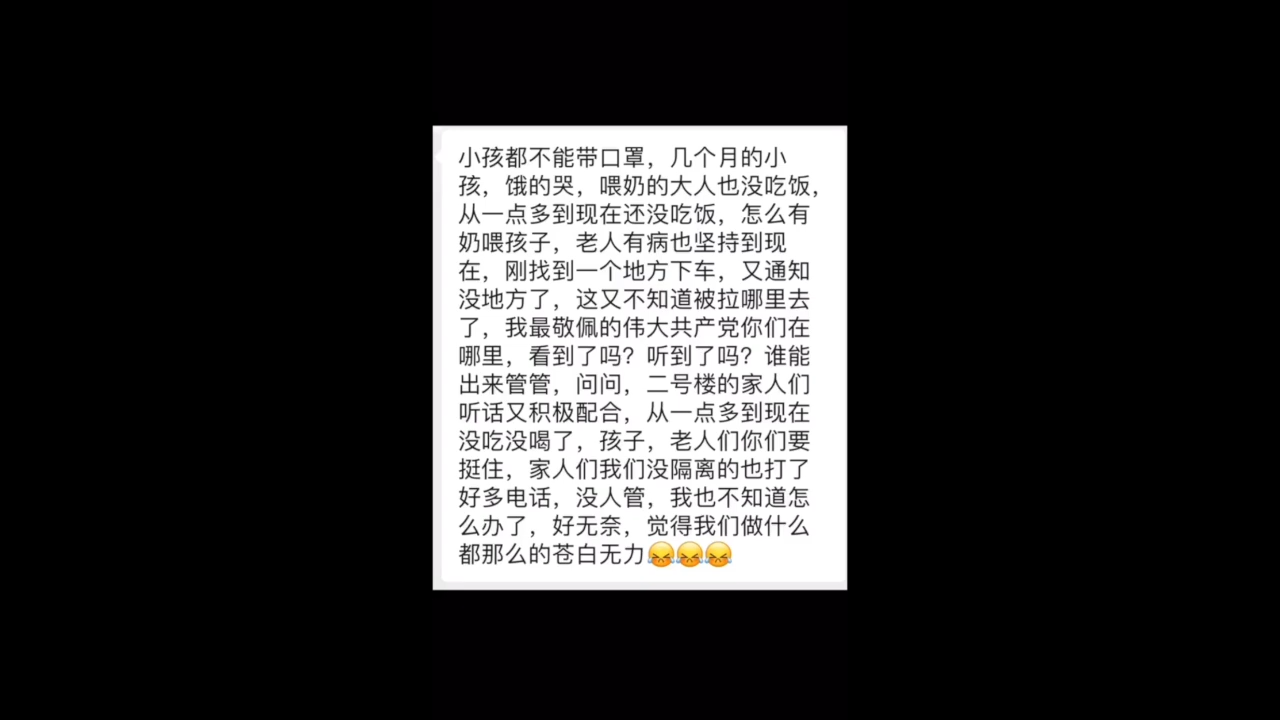 小孩都不能带口罩，几个月的小
孩，饿的哭，喂奶的大人也没吃饭，
从一点多到现在还没吃饭，怎么有
奶喂孩子，老人有病也坚持到现
在，刚找到一个地方下车，又通知
没地方了，这又不知道被拉哪里去
了，我最敬佩的伟大共产党你们在
哪里，看到了吗？听到了吗？谁能
出来管管，问问，二号楼的家人们
听话又积极配合，从一点多到现在
没吃没喝了，孩子，老人们你们要
挺住，家人们我们没隔离的也打了
好多电话，没人管，我也不知道怎
么办了，好无奈，觉得我们做什么
都那么的苍白无力😹😹😹